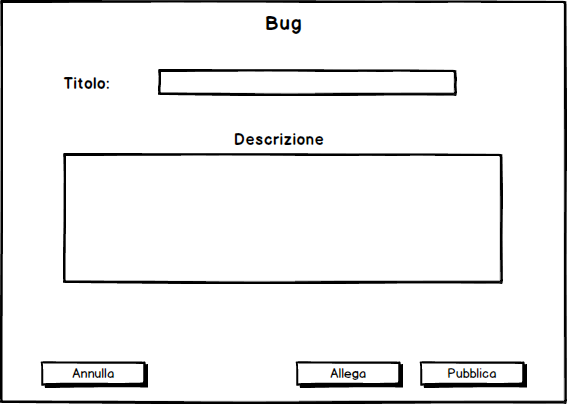 Bug
Titolo:
Descrizione
Annulla
Allega
Pubblica